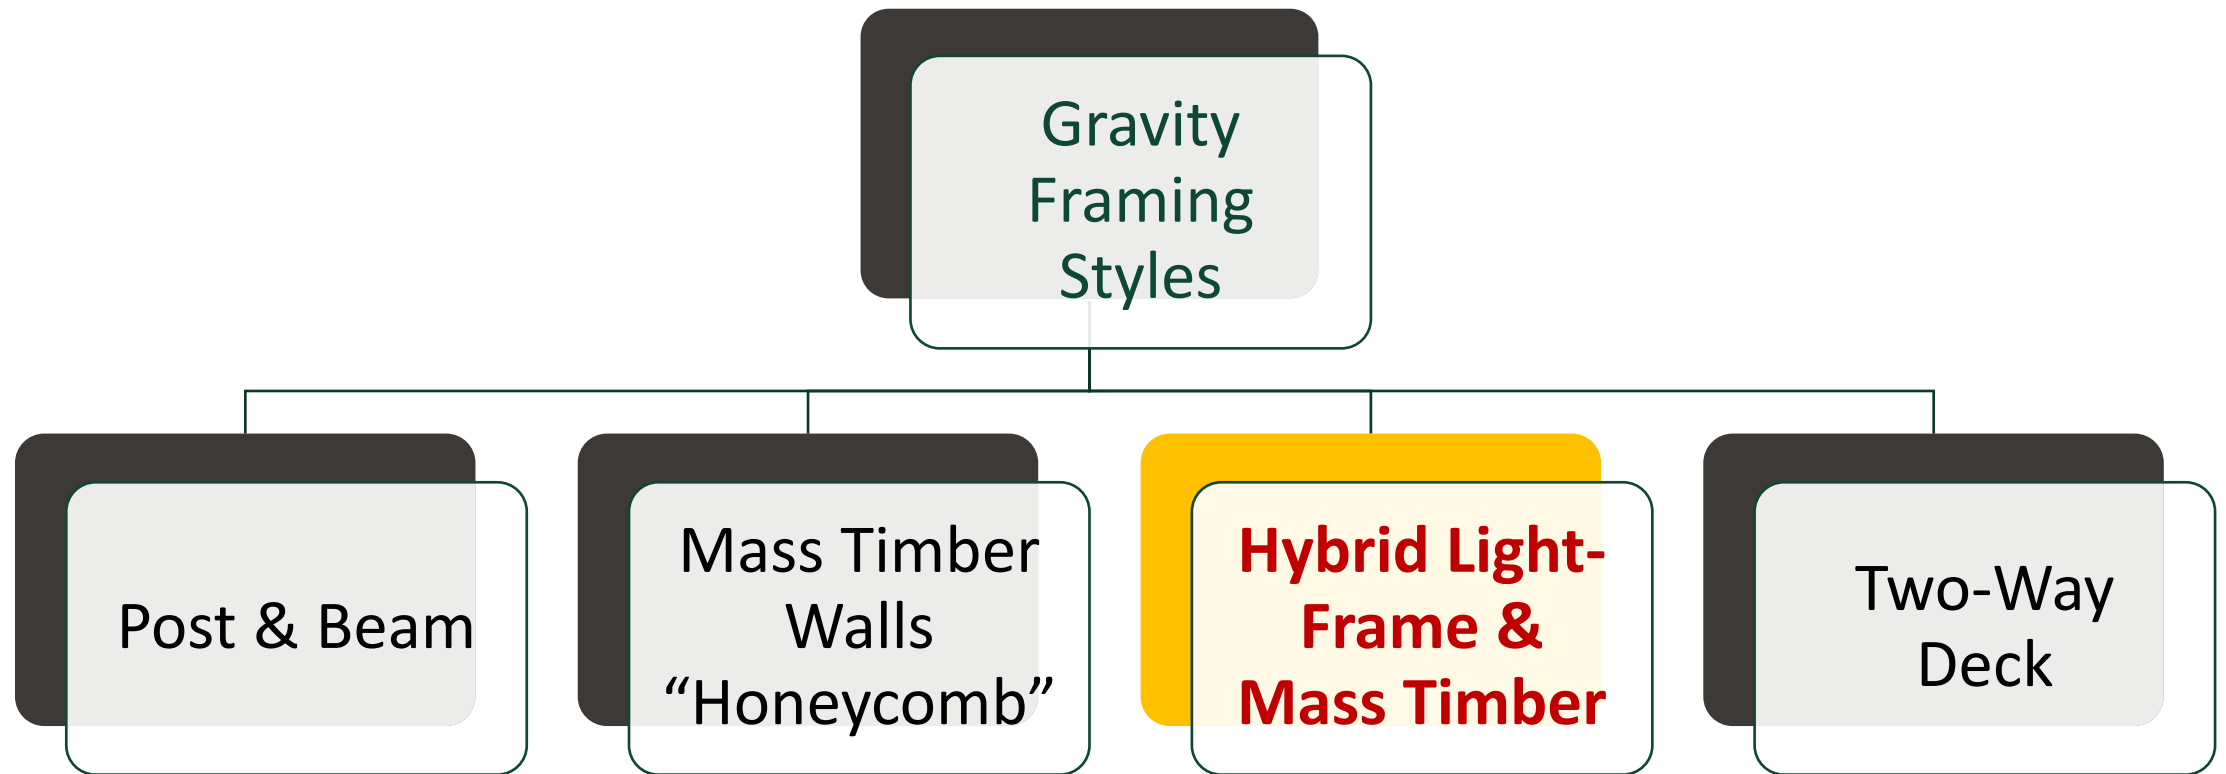 Gravity
Framing
Styles
Post & Beam
Mass Timber
Walls
“Honeycomb”
Hybrid Light-
Frame &
Mass Timber
Two-Way
Deck